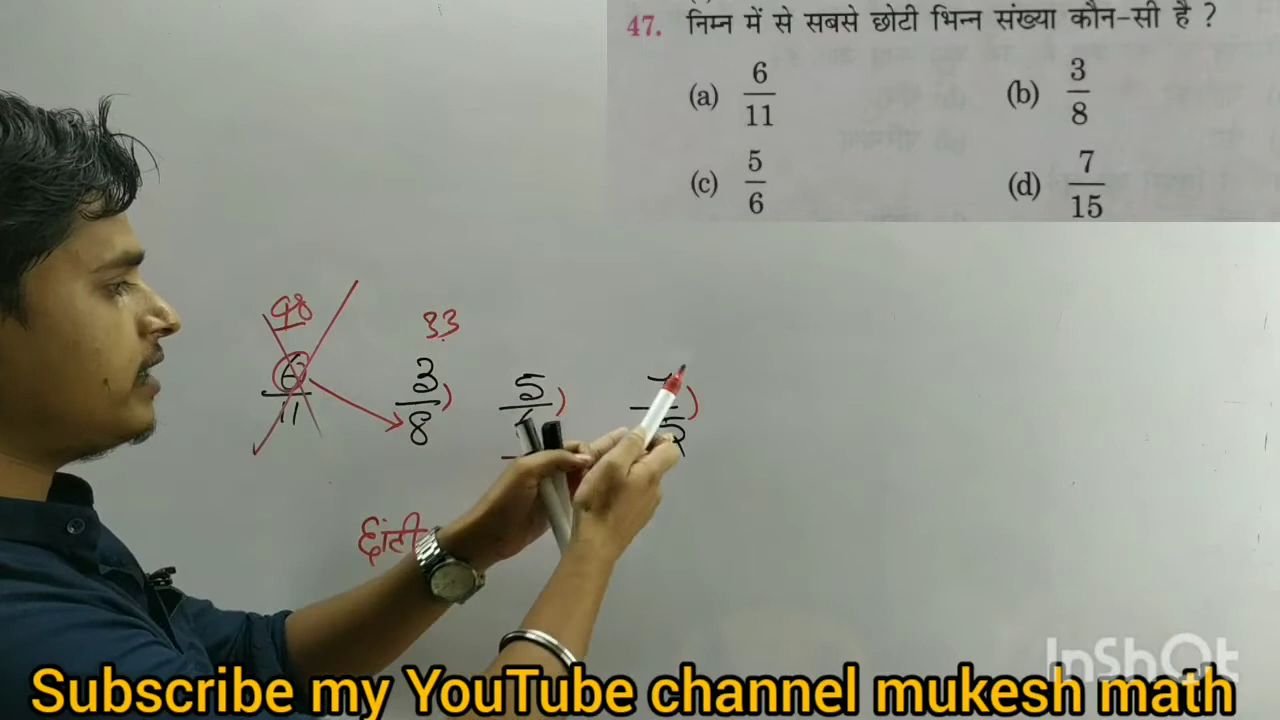 47. निम्न में से सबसे छोटी भिन्न संख्या कौन-सी है ?
(a) 6/11 (b) 3/8
(c) 5/6 (d) 7/15
48 33
6/11 3/8 5
छोटी
InShOt
Subscribe my YouTube channel mukesh math